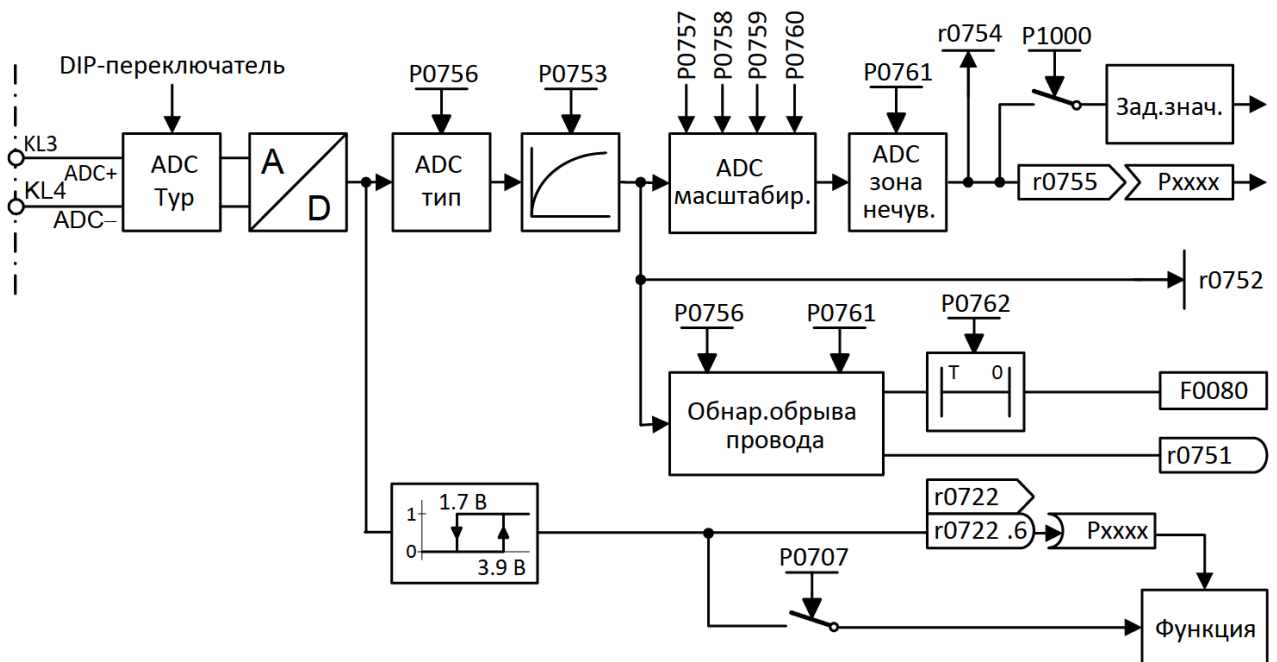 DIP-переключатель
P0756
P0753
P0757
P0758
P0759
P0760
P0761
r0754
P1000
KL3
ADC+
KL4
ADC−
ADC
Typ
A
D
ADC
тип
ADC
масштабир.
ADC
зона
нечув.
Зад.знач.
r0755
Pxxxx
r0752
P0756
P0761
P0762
T
0
Обнар.обрыва
провода
F0080
r0751
1.7 В
1
0
3.9 В
r0722
r0722 .6
Pxxxx
P0707
Функция